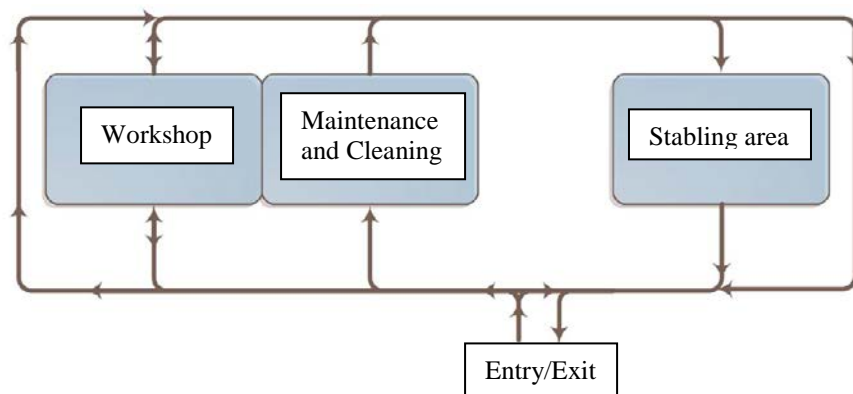 Workshop
Maintenance
and Cleaning
Stabling area
Entry/Exit